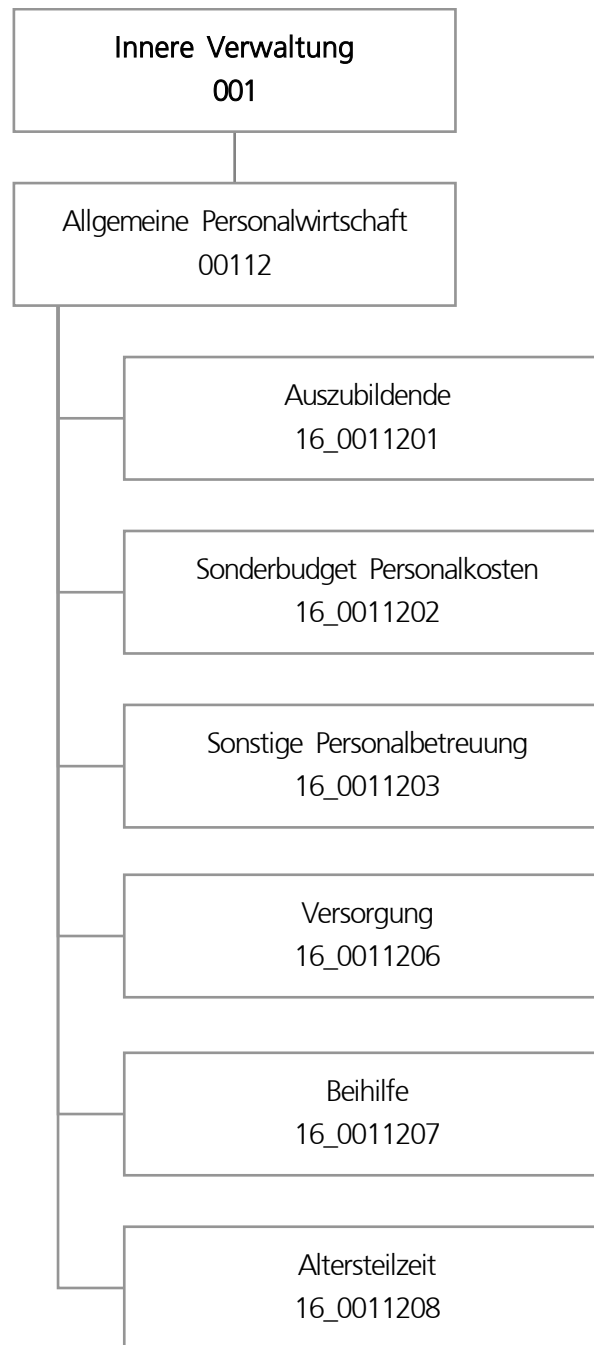 Innere Verwaltung
001
Allgemeine Personalwirtschaft
00112
Auszubildende
16_0011201
Sonderbudget Personalkosten
16_0011202
Sonstige Personalbetreuung
16_0011203
Versorgung
16_0011206
Beihilfe
16_0011207
Altersteilzeit
16_0011208